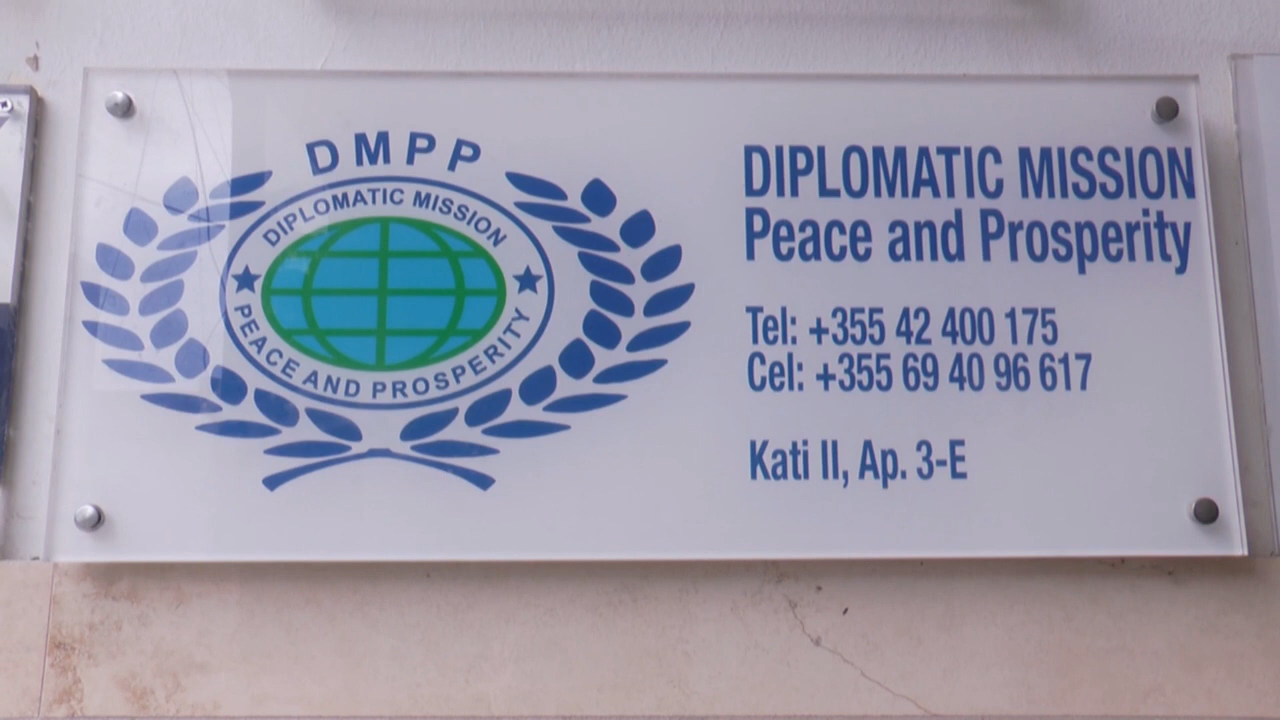 DMPP
DIPLOMATIC MISSION
PEACE AND PROSPERITY
DIPLOMATIC MISSION
Peace and Prosperity
Tel: +355 42 400 175
Cel: +355 69 40 96 617
Kati II, Ap. 3-E